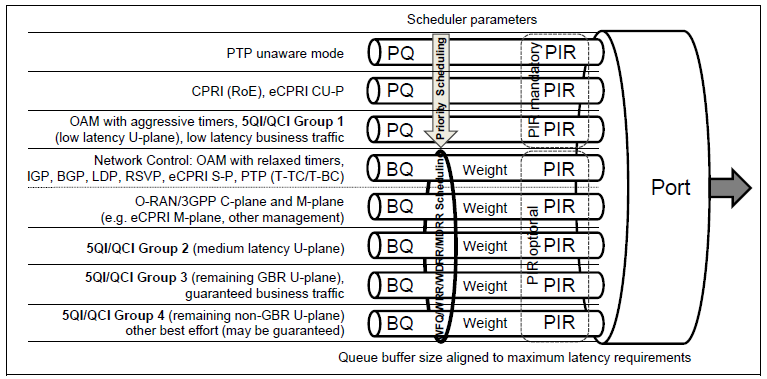 Scheduler parameters
PTP unaware mode
PQ
PIR
CPRI (RoE), eCPRI CU-P
PQ
PIR
OAM with aggressive timers, 5QI/QCI Group 1
(low latency U-plane), low latency business traffic
PQ
PIR
Priority Scheduling
PIR mandatory
Network Control: OAM with relaxed timers,
IGP, BGP, LDP, RSVP, eCPRI S-P, PTP (T-TC/T-BC)
BQ
Weight
PIR
O-RAN/3GPP C-plane and M-plane
(e.g. eCPRI M-plane, other management)
BQ
Weight
PIR
5QI/QCI Group 2 (medium latency U-plane)
BQ
Weight
PIR
5QI/QCI Group 3 (remaining GBR U-plane),
guaranteed business traffic
BQ
Weight
PIR
5QI/QCI Group 4 (remaining non-GBR U-plane)
other best effort (may be guaranteed)
BQ
Weight
PIR
WFQ/WRR/WDRR/MDRR Scheduling
PIR optional
Port
Queue buffer size aligned to maximum latency requirements